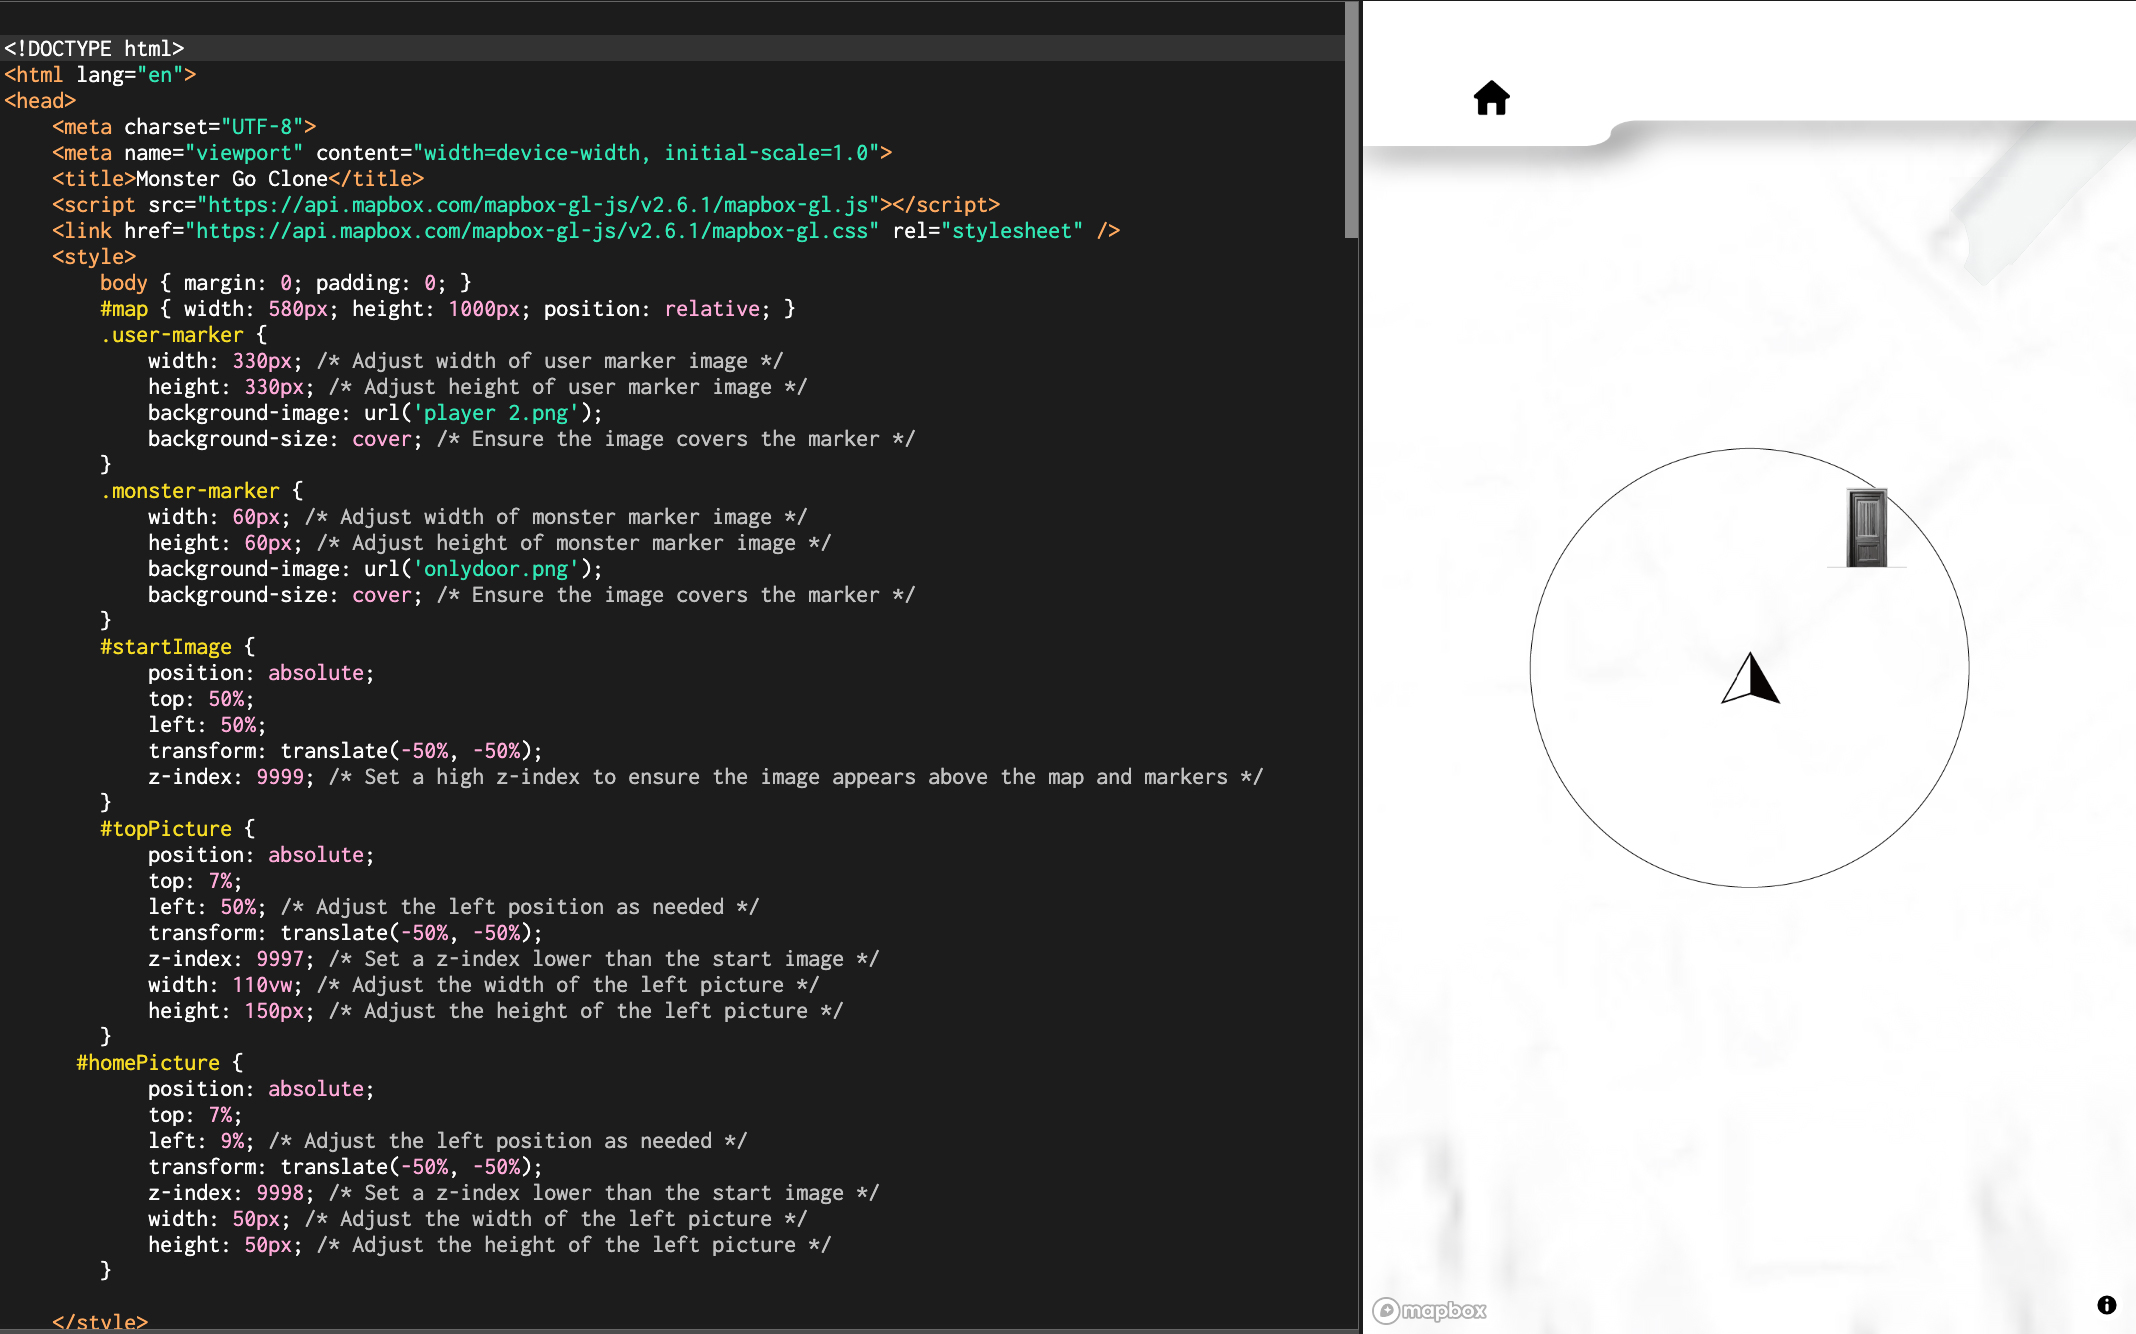 <!DOCTYPE html>
<html lang="en">
<head>
    <meta charset="UTF-8">
    <meta name="viewport" content="width=device-width, initial-scale=1.0">
    <title>Monster Go Clone</title>
    <script src="https://api.mapbox.com/mapbox-gl-js/v2.6.1/mapbox-gl.js"></script>
    <link href="https://api.mapbox.com/mapbox-gl-js/v2.6.1/mapbox-gl.css" rel="stylesheet" />
    <style>
        body { margin: 0; padding: 0; }
        #map { width: 580px; height: 1000px; position: relative; }
        .user-marker {
            width: 330px; /* Adjust width of user marker image */
            height: 330px; /* Adjust height of user marker image */
            background-image: url('player 2.png');
            background-size: cover; /* Ensure the image covers the marker */
        }
        .monster-marker {
            width: 60px; /* Adjust width of monster marker image */
            height: 60px; /* Adjust height of monster marker image */
            background-image: url('onlydoor.png');
            background-size: cover; /* Ensure the image covers the marker */
        }
        #startImage {
            position: absolute;
            top: 50%;
            left: 50%;
            transform: translate(-50%, -50%);
            z-index: 9999; /* Set a high z-index to ensure the image appears above the map and markers */
        }
        #topPicture {
            position: absolute;
            top: 7%;
            left: 50%; /* Adjust the left position as needed */
            transform: translate(-50%, -50%);
            z-index: 9997; /* Set a z-index lower than the start image */
            width: 110vw; /* Adjust the width of the left picture */
            height: 150px; /* Adjust the height of the left picture */
        }
      #homePicture {
            position: absolute;
            top: 7%;
            left: 9%; /* Adjust the left position as needed */
            transform: translate(-50%, -50%);
            z-index: 9998; /* Set a z-index lower than the start image */
            width: 50px; /* Adjust the width of the left picture */
            height: 50px; /* Adjust the height of the left picture */
        }
    </style>
mapbox